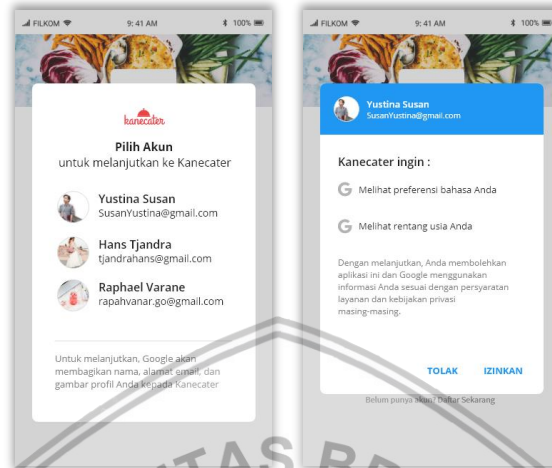 FILKOM 9: 41 AM 100%
kanecater
Pilih Akun
untuk melanjutkan ke Kanecater
Yustina Susan
SusanYustina@gmail.com
Hans Tjandra
tjandrahans@gmail.com
Raphael Varane
rapahvanar.go@gmail.com
Untuk melanjutkan, Google akan
membagikan nama, alamat email, dan
gambar profil Anda kepada Kanecater
FILKOM 9: 41 AM 100%
Yustina Susan
SusanYustina@gmail.com
Kanecater ingin :
G Melihat preferensi bahasa Anda
G Melihat rentang usia Anda
Dengan melanjutkan, Anda membolehkan
aplikasi ini dan Google menggunakan
informasi Anda sesuai dengan persyaratan
layanan dan kebijakan privasi
masing-masing.
TOLAK IZINKAN
Belum punya akun? Daftar Sekarang